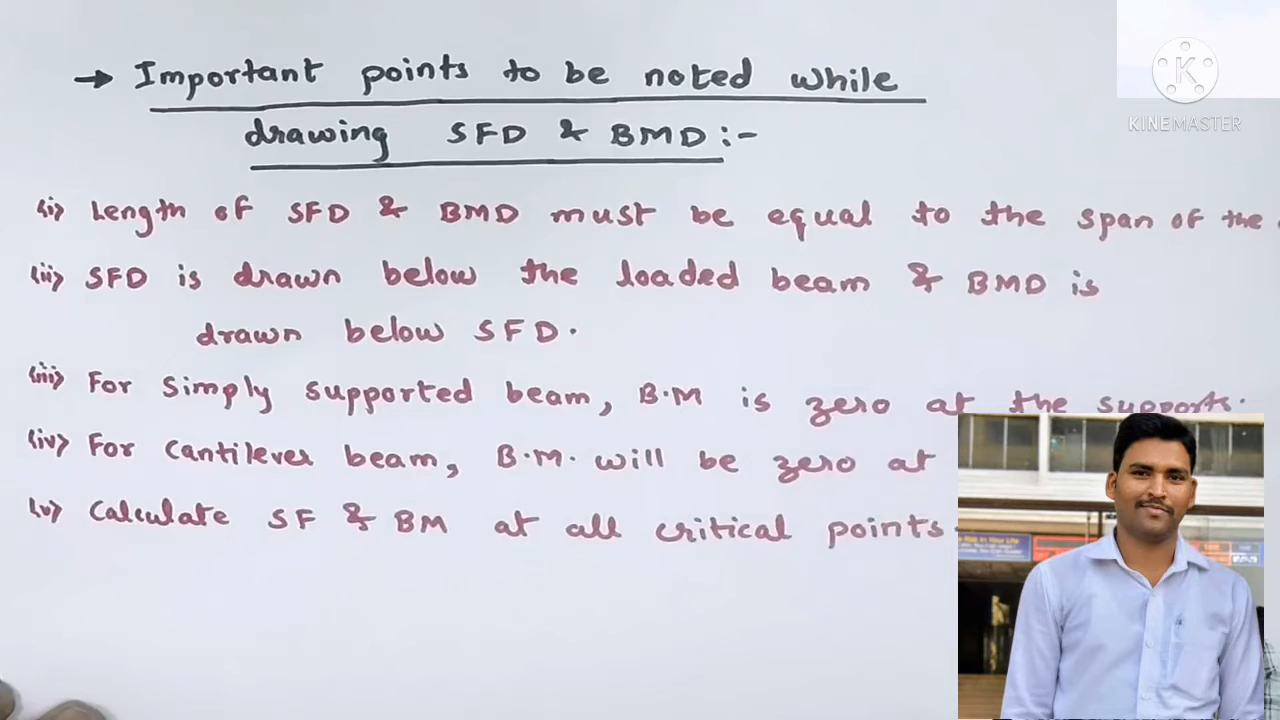 → Important points to be noted while
drawing SFD & BMD :-
(i) Length of SFD & BMD must be equal to the span of the
(ii) SFD is drawn below the loaded beam & BMD is
drawn below SFD.
(iii) For simply supported beam, B.M is zero at the supports.
(iv) For cantilever beam, B.M. will be zero at
(v) Calculate SF & BM at all critical points
K
KINEMASTER